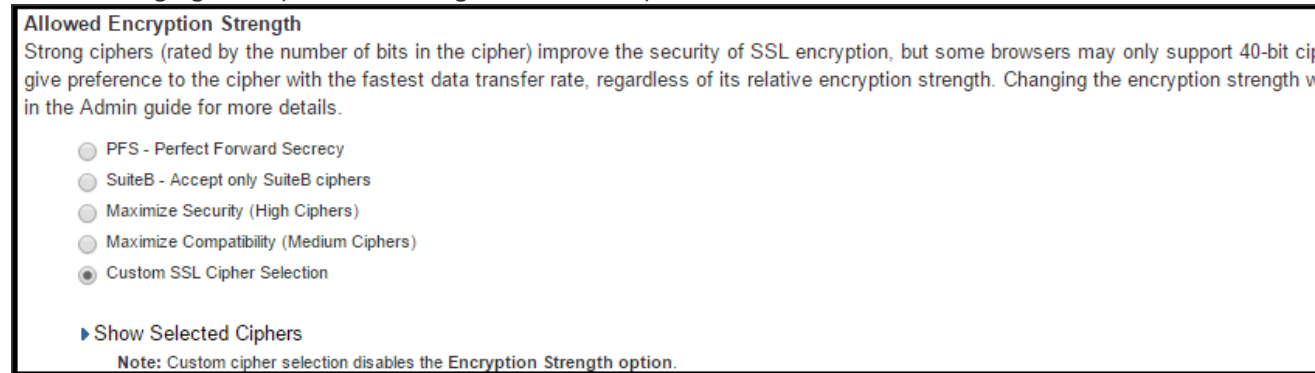 Allowed Encryption Strength
Strong ciphers (rated by the number of bits in the cipher) improve the security of SSL encryption, but some browsers may only support 40-bit
give preference to the cipher with the fastest data transfer rate, regardless of its relative encryption strength. Changing the encryption strength
in the Admin guide for more details.
PFS - Perfect Forward Secrecy
SuiteB - Accept only SuiteB ciphers
Maximize Security (High Ciphers)
Maximize Compatibility (Medium Ciphers)
Custom SSL Cipher Selection
Show Selected Ciphers
Note: Custom cipher selection disables the Encryption Strength option.